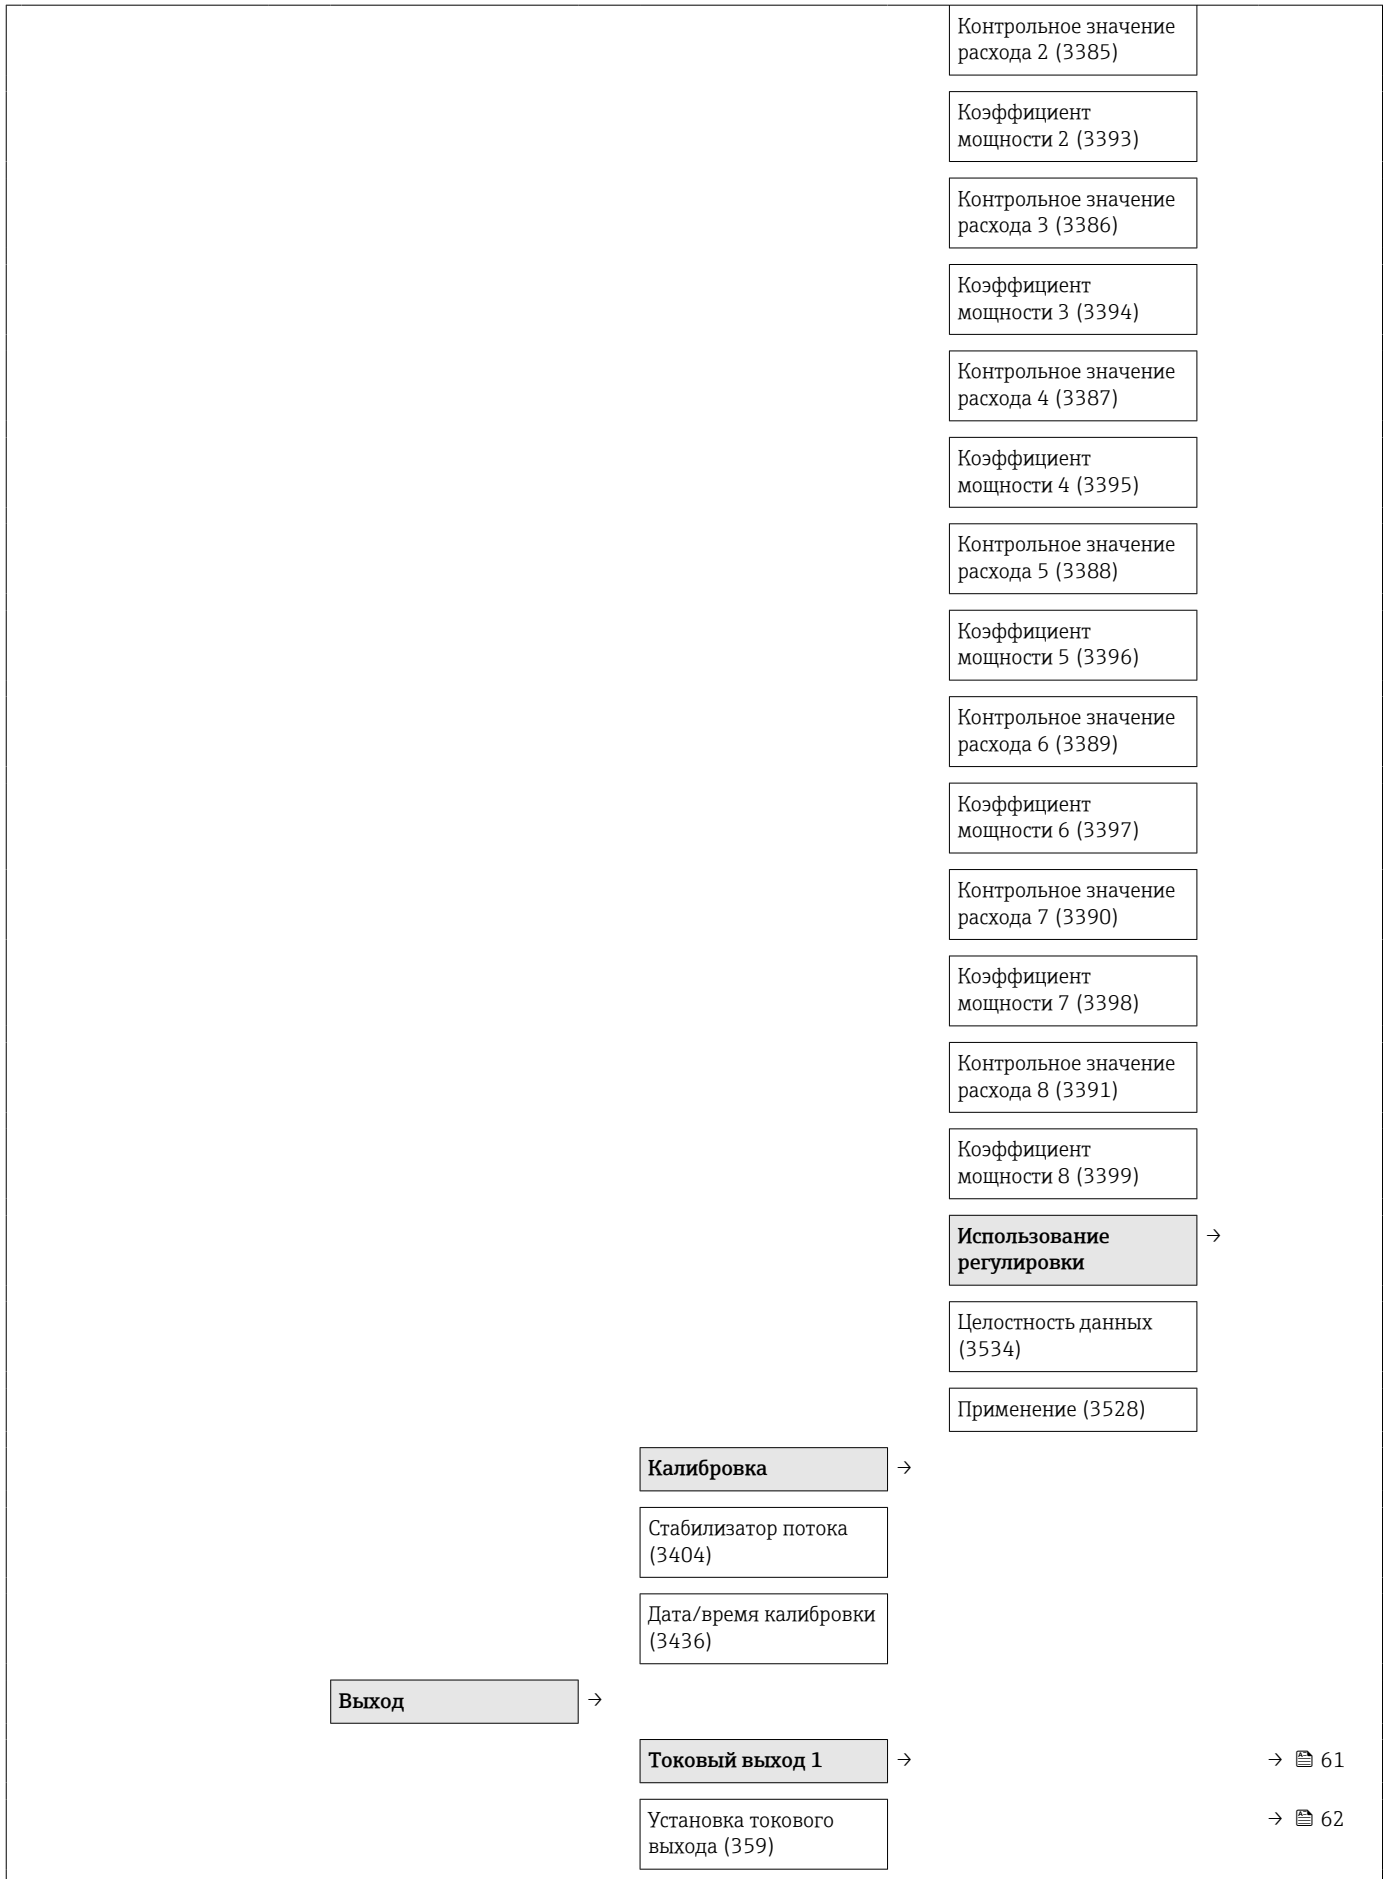 Контрольное значение
расхода 2 (3385)
Коэффициент
мощности 2 (3393)
Контрольное значение
расхода 3 (3386)
Коэффициент
мощности 3 (3394)
Контрольное значение
расхода 4 (3387)
Коэффициент
мощности 4 (3395)
Контрольное значение
расхода 5 (3388)
Коэффициент
мощности 5 (3396)
Контрольное значение
расхода 6 (3389)
Коэффициент
мощности 6 (3397)
Контрольное значение
расхода 7 (3390)
Коэффициент
мощности 7 (3398)
Контрольное значение
расхода 8 (3391)
Коэффициент
мощности 8 (3399)
Использование →
регулировки
Целостность данных
(3534)
Применение (3528)
Калибровка →
Стабилизатор потока
(3404)
Дата/время калибровки
(3436)
Выход →
Токовый выход 1 → → 61
Установка токового → 62
выхода (359)